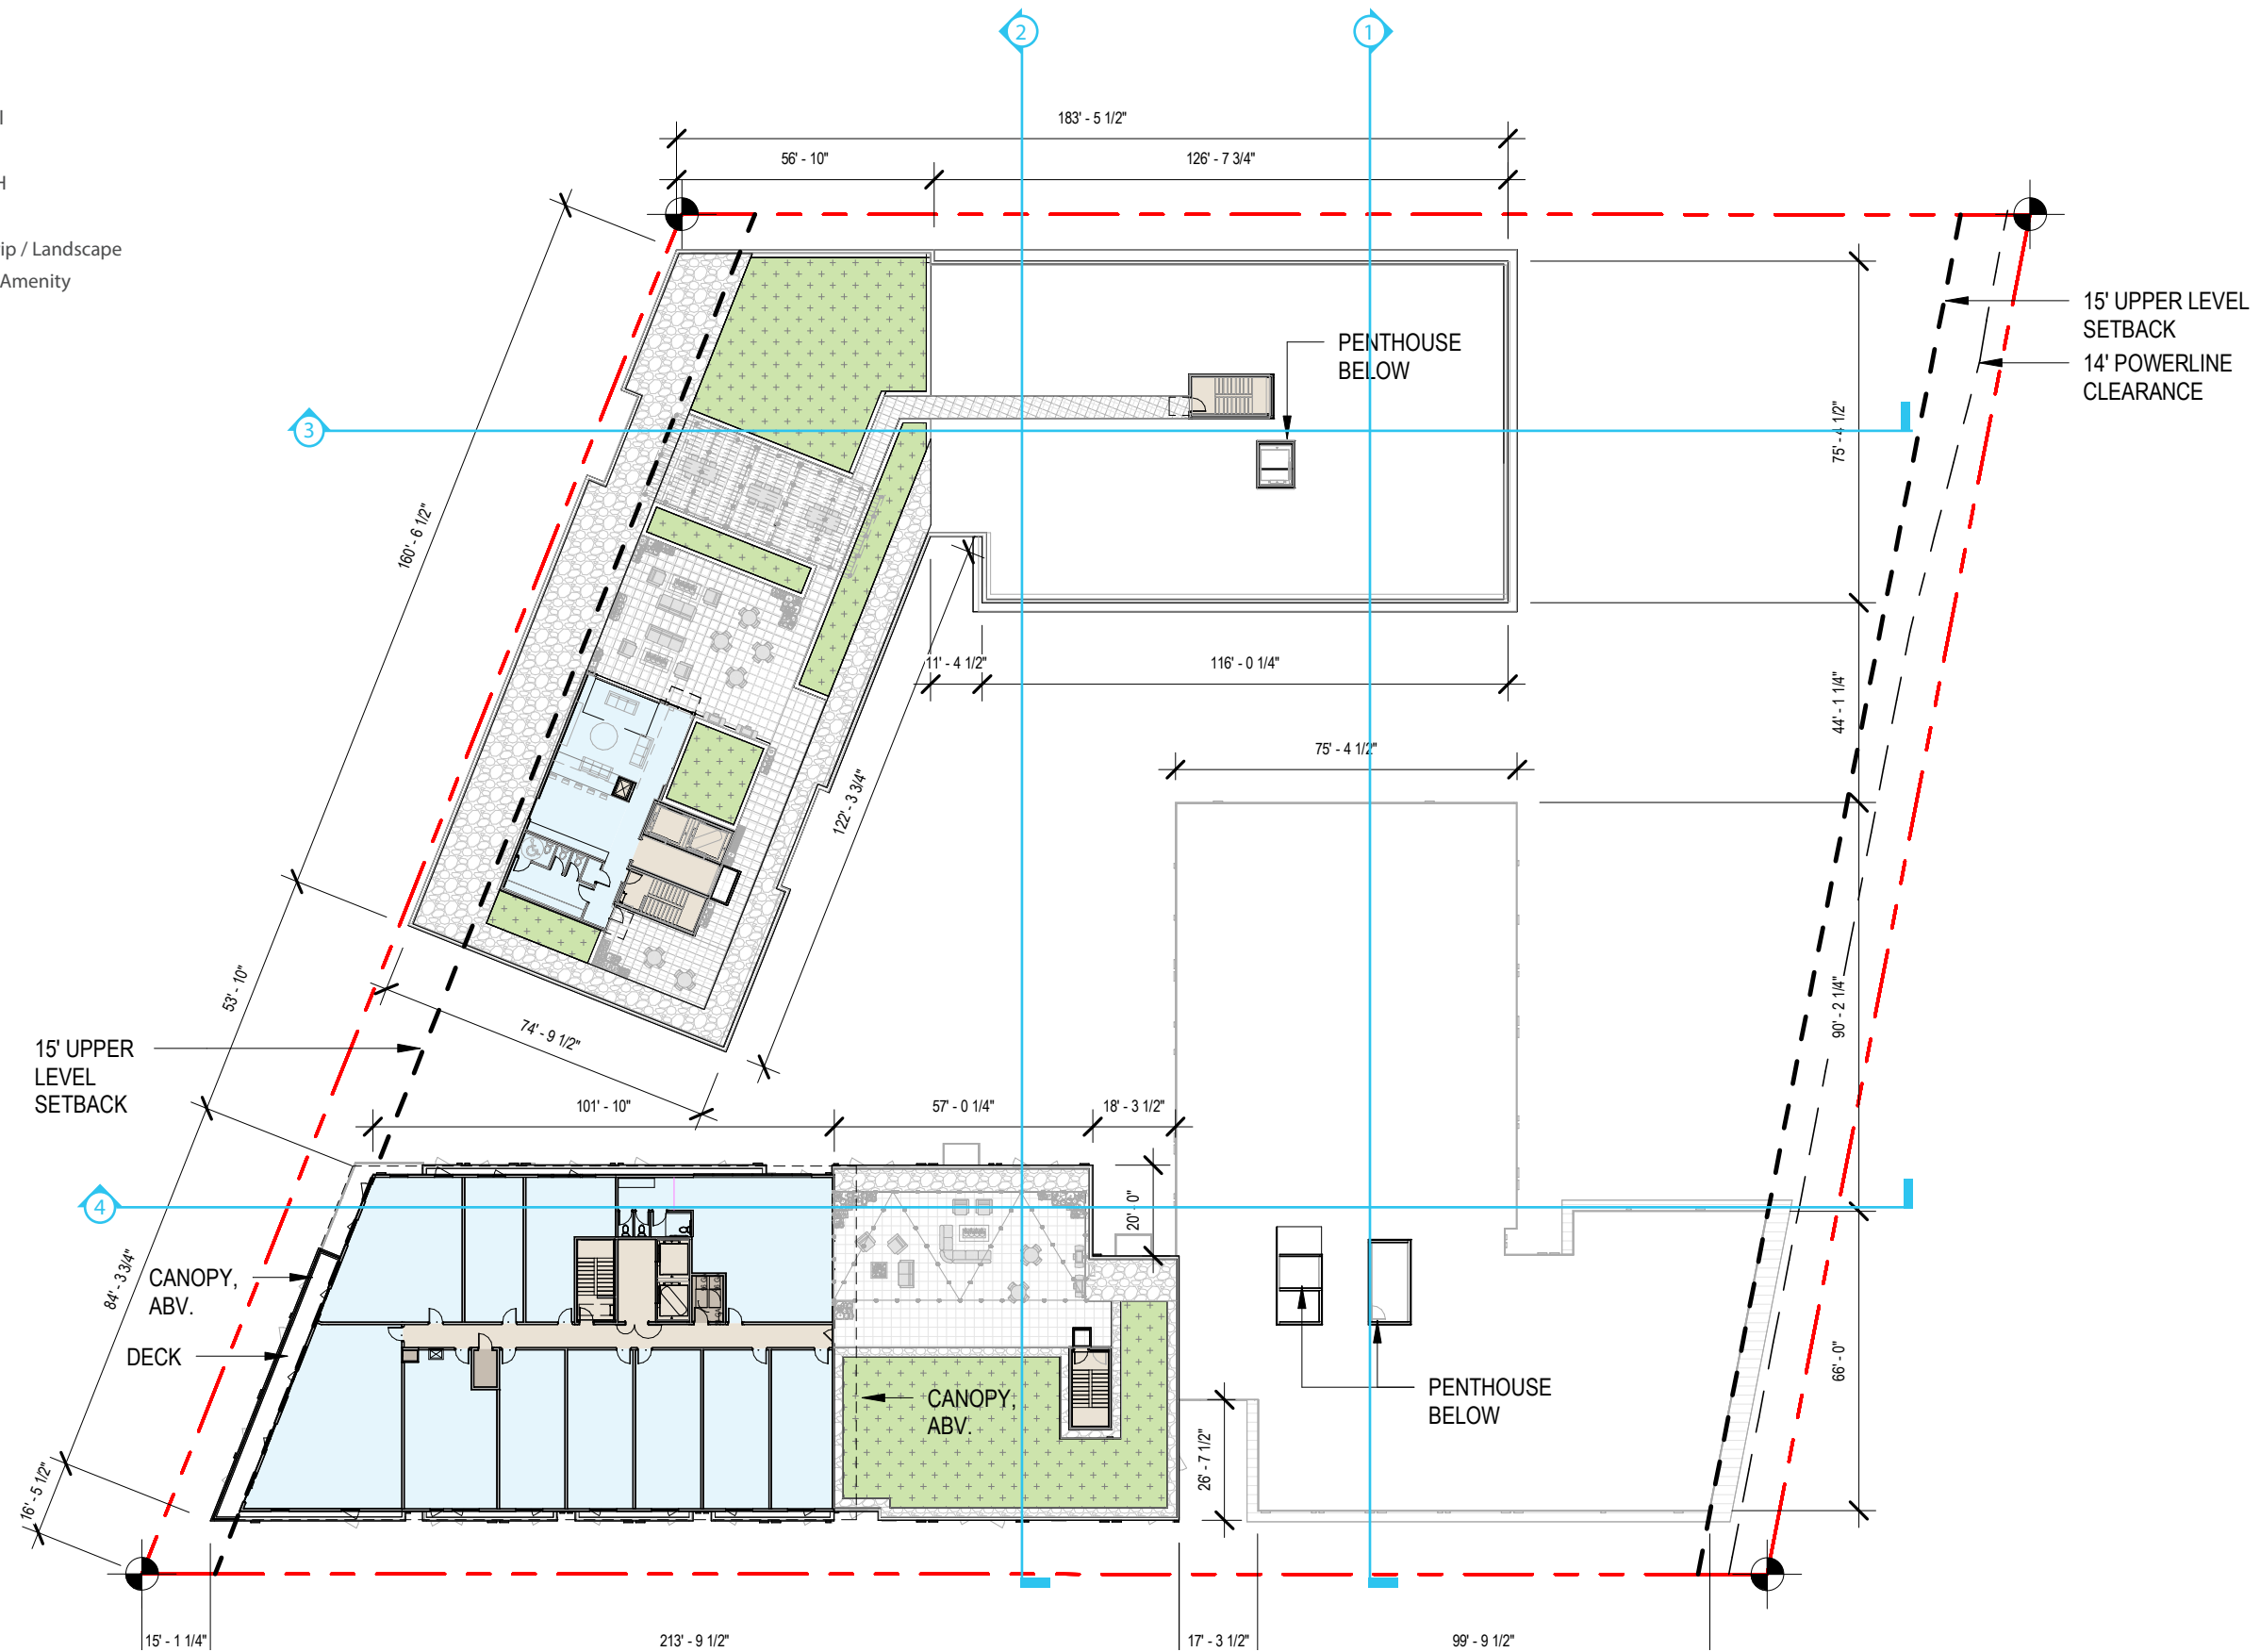 2
1
l
H
ip / Landscape
Amenity
183' - 5 1/2"
56' - 10"
126' - 7 3/4"
15' UPPER LEVEL
SETBACK
14' POWERLINE
CLEARANCE
PENTHOUSE
BELOW
3
75' - 4 1/2"
160' - 6 1/2"
11' - 4 1/2"
116' - 0 1/4"
44' - 1 1/4"
75' - 4 1/2"
122' - 3 3/4"
53' - 10"
74' - 9 1/2"
90' - 2 1/4"
15' UPPER
LEVEL
SETBACK
101' - 10"
57' - 0 1/4"
18' - 3 1/2"
4
20' - 0"
84' - 3 3/4"
CANOPY,
ABV.
DECK
CANOPY,
ABV.
PENTHOUSE
BELOW
66' - 0"
26' - 7 1/2"
16' - 5 1/2"
15' - 1 1/4"
213' - 9 1/2"
17' - 3 1/2"
99' - 9 1/2"